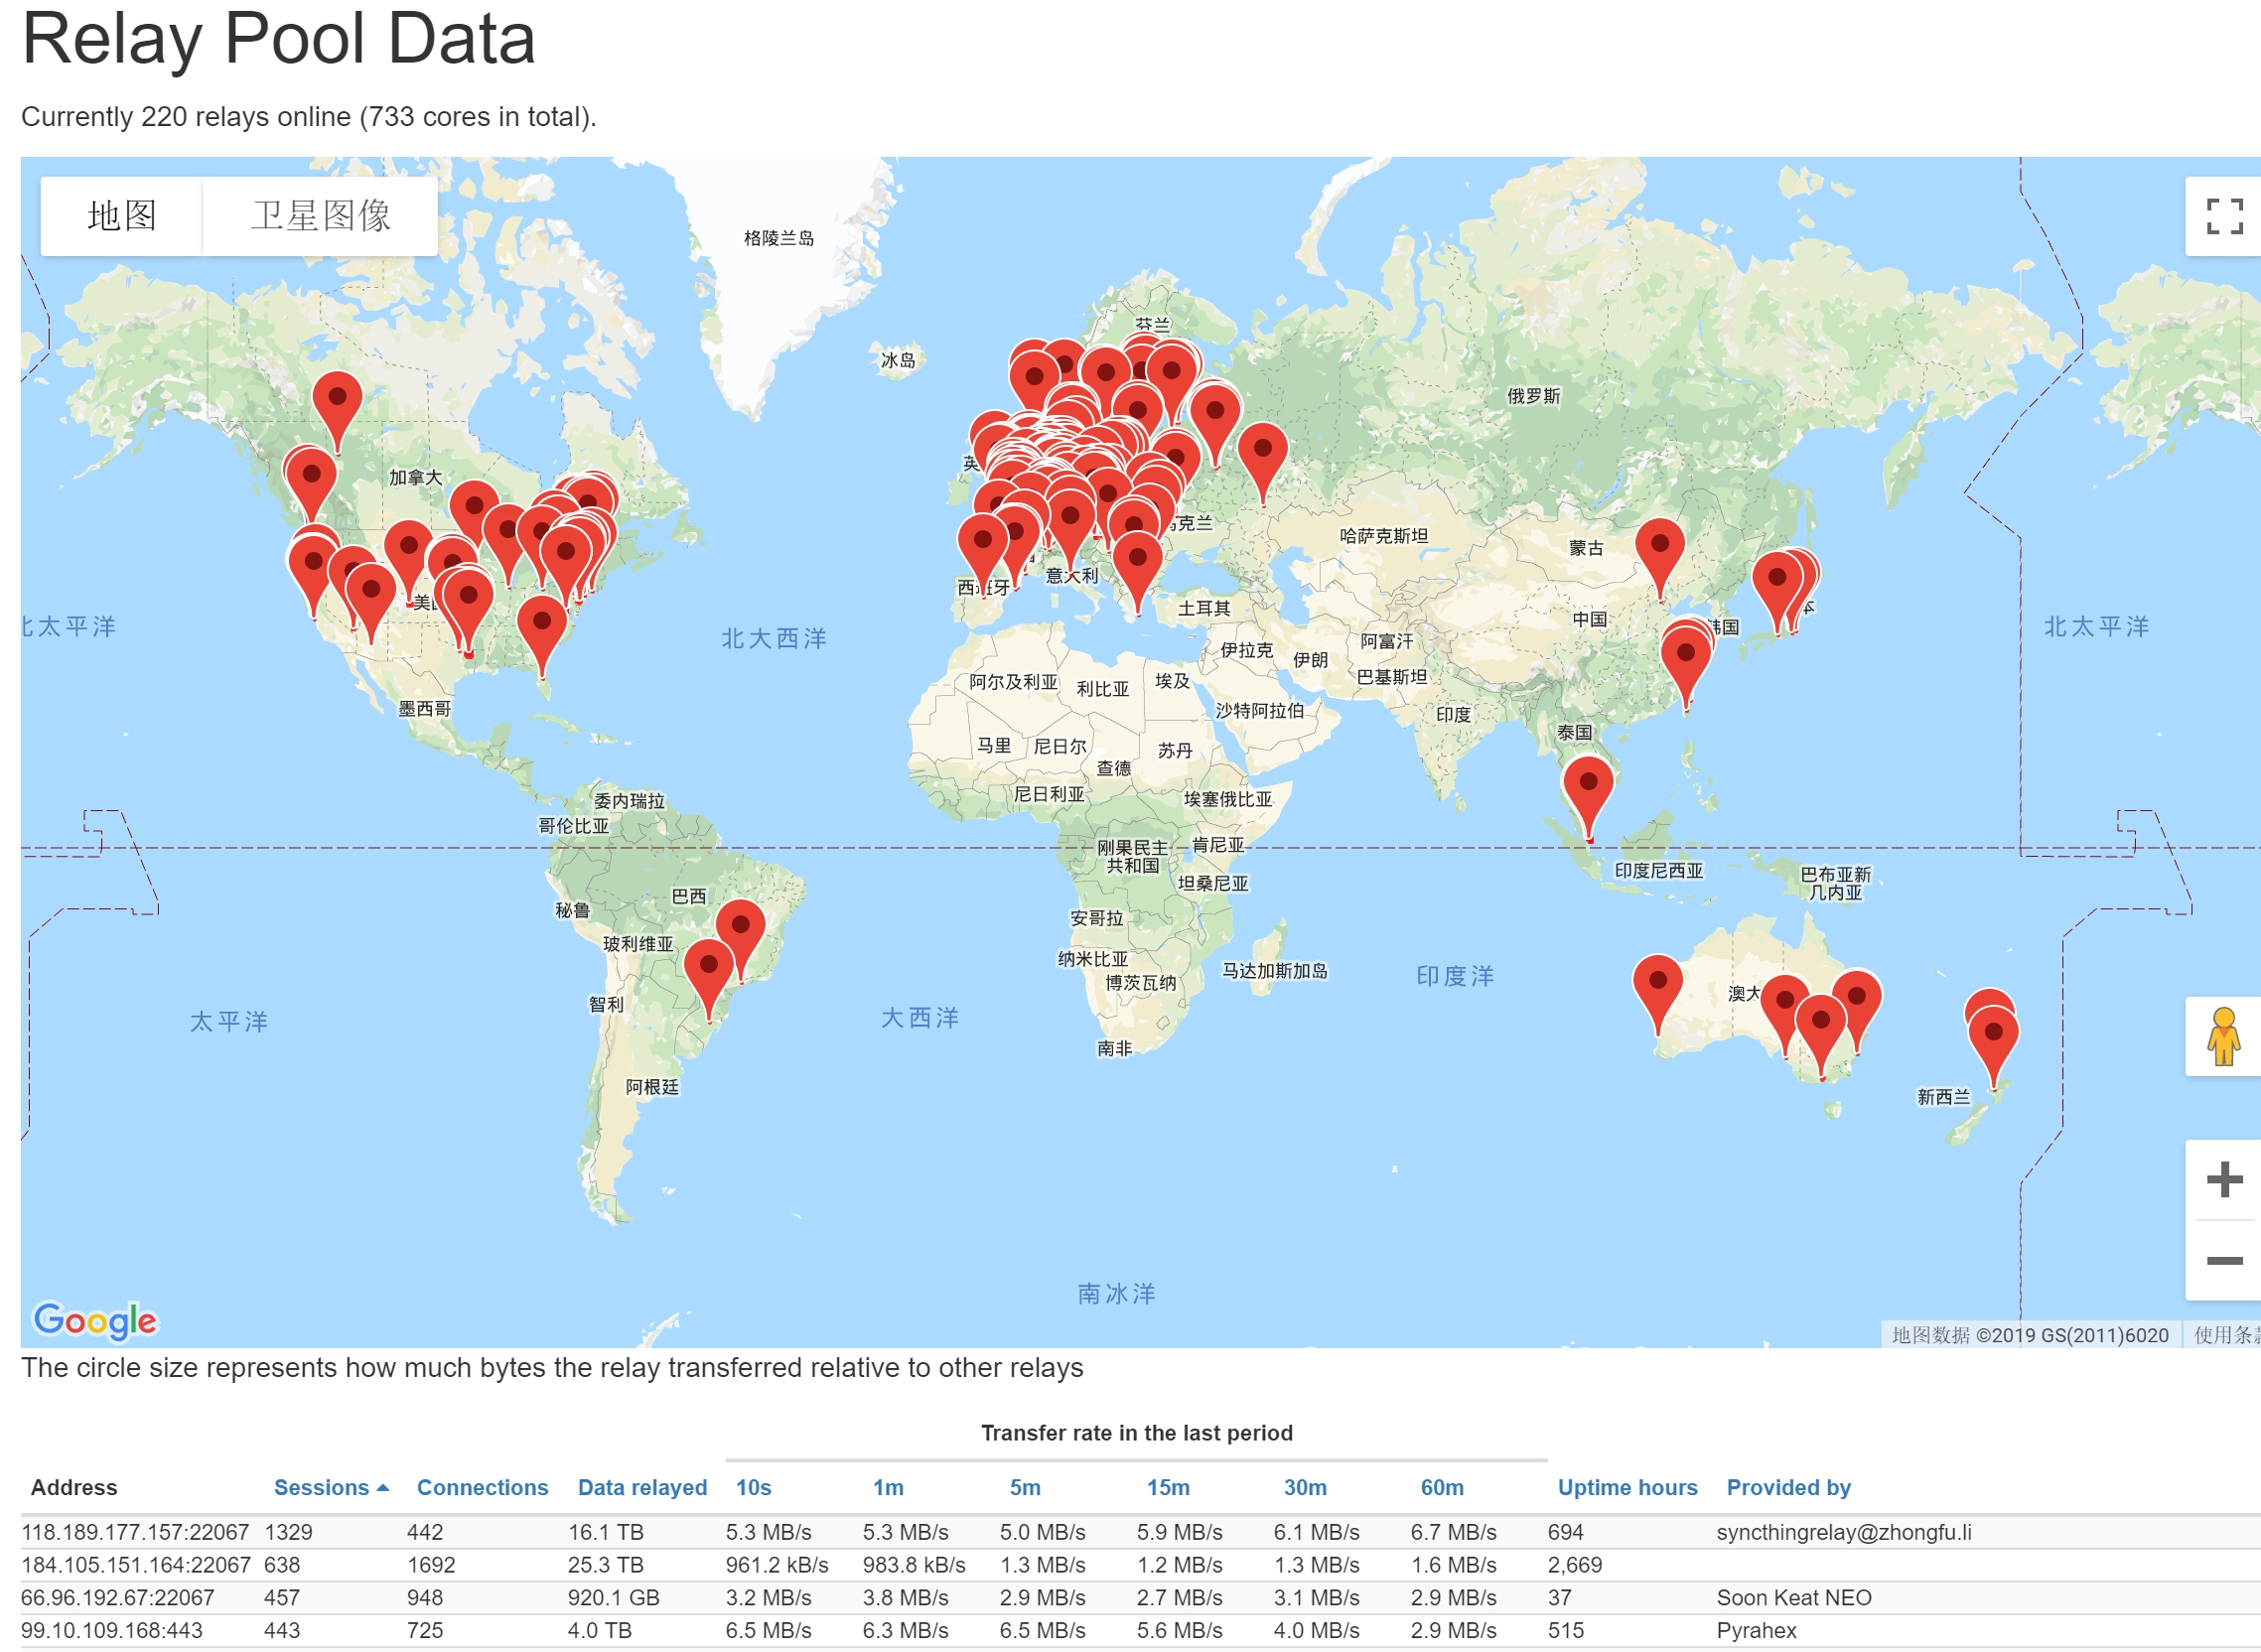 Relay Pool Data
Currently 220 relays online (733 cores in total).
地图 卫星图像
格陵兰岛
芬兰
冰岛
俄罗斯
加拿大
克兰
哈萨克斯坦
蒙古
意大利
西班牙
土耳其
中国
韩国
北太平洋
北大西洋
北太平洋
伊拉克
伊朗
阿富汗
巴基斯坦
阿尔及利亚
利比亚
埃及
沙特阿拉伯
墨西哥
印度
泰国
马里
尼日尔
苏丹
查德
尼日利亚
埃塞俄比亚
委内瑞拉
哥伦比亚
刚果民主
共和国
肯尼亚
印度尼西亚
巴布亚新
几内亚
坦桑尼亚
巴西
秘鲁
安哥拉
玻利维亚
纳米比亚
博茨瓦纳
马达加斯加岛
印度洋
澳大
智利
太平洋
大西洋
南非
阿根廷
新西兰
南冰洋
Google
地图数据 ©2019 GS(2011)6020 使用条
The circle size represents how much bytes the relay transferred relative to other relays
Transfer rate in the last period
Address Sessions Connections Data relayed 10s 1m 5m 15m 30m 60m Uptime hours Provided by
118.189.177.157:22067 1329 442 16.1 TB 5.3 MB/s 5.3 MB/s 5.0 MB/s 5.9 MB/s 6.1 MB/s 6.7 MB/s 694 syncthingrelay@zhongfu.li
184.105.151.164:22067 638 1692 25.3 TB 961.2 kB/s 983.8 kB/s 1.3 MB/s 1.2 MB/s 1.3 MB/s 1.6 MB/s 2,669
66.96.192.67:22067 457 948 920.1 GB 3.2 MB/s 3.8 MB/s 2.9 MB/s 2.7 MB/s 3.1 MB/s 2.9 MB/s 37 Soon Keat NEO
99.10.109.168:443 443 725 4.0 TB 6.5 MB/s 6.3 MB/s 6.5 MB/s 5.6 MB/s 4.0 MB/s 2.9 MB/s 515 Pyrahex